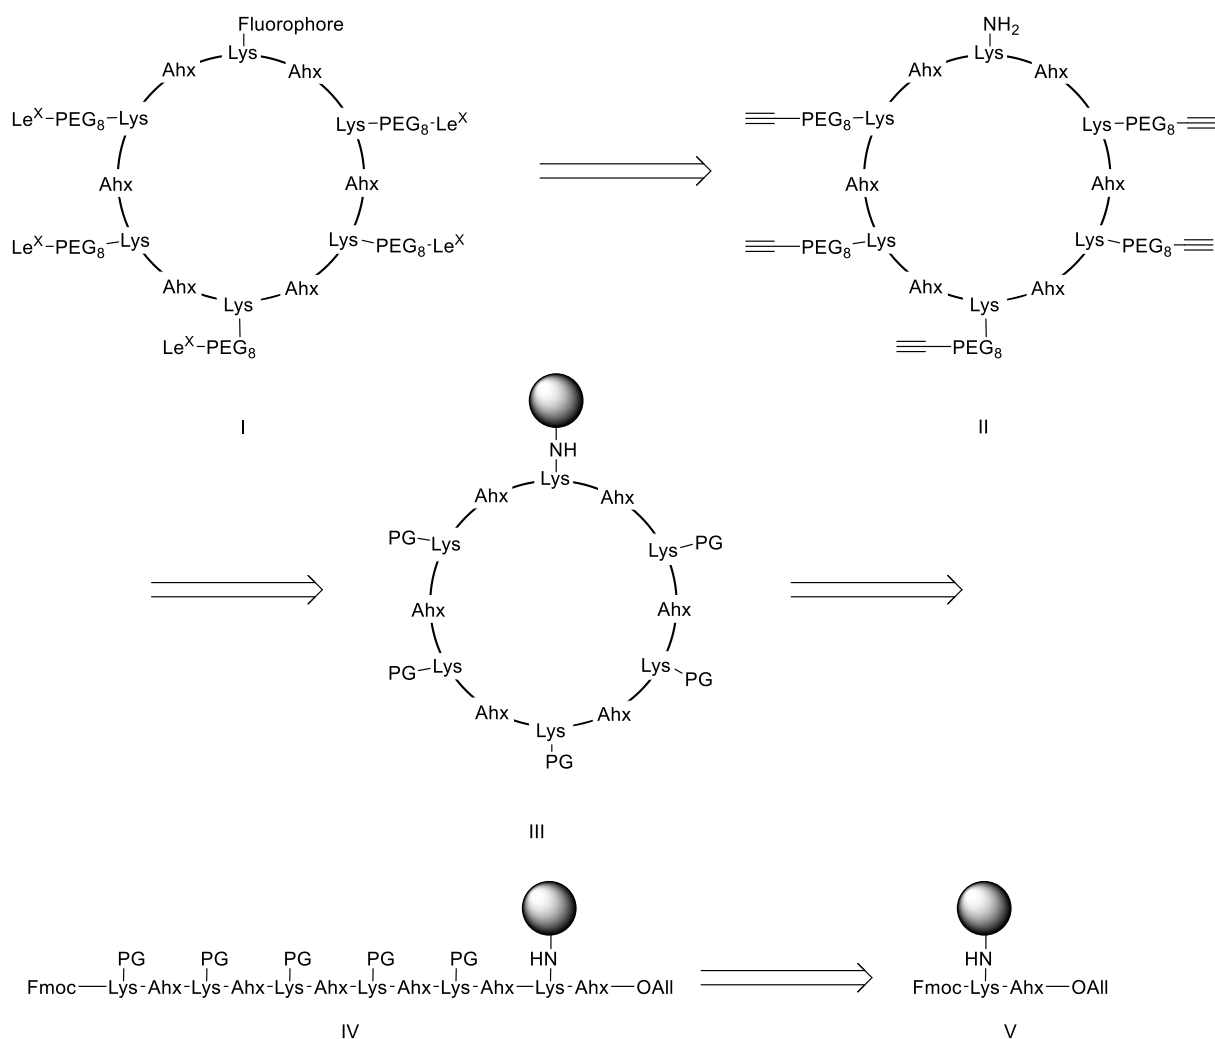 Fluorophore
Lys
Ahx
Ahx
Le^X–PEG₈–Lys
Lys–PEG₈-Le^X
Ahx
Ahx
Le^X–PEG₈–Lys
Lys–PEG₈-Le^X
Ahx
Ahx
Lys
Le^X–PEG₈
I
NH₂
Lys
Ahx
Ahx
PEG₈–Lys
Lys–PEG₈
Ahx
Ahx
PEG₈–Lys
Lys–PEG₈
Ahx
Ahx
Lys
PEG₈
II
NH
Lys
Ahx
Ahx
PG–Lys
Lys–PG
Ahx
Ahx
PG–Lys
Lys–PG
Ahx
Ahx
Lys
PG
III
PG PG PG PG PG HN
Fmoc—Lys-Ahx-Lys-Ahx-Lys-Ahx-Lys-Ahx-Lys-Ahx—Lys-Ahx—OAll
IV
HN
Fmoc-Lys-Ahx—OAll
V